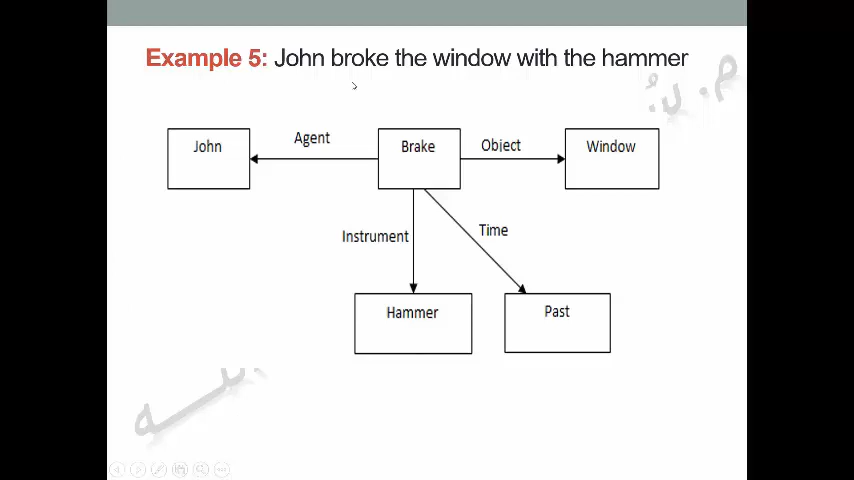 Example 5: John broke the window with the hammer
John
Agent
Brake
Object
Window
Instrument
Time
Hammer
Past